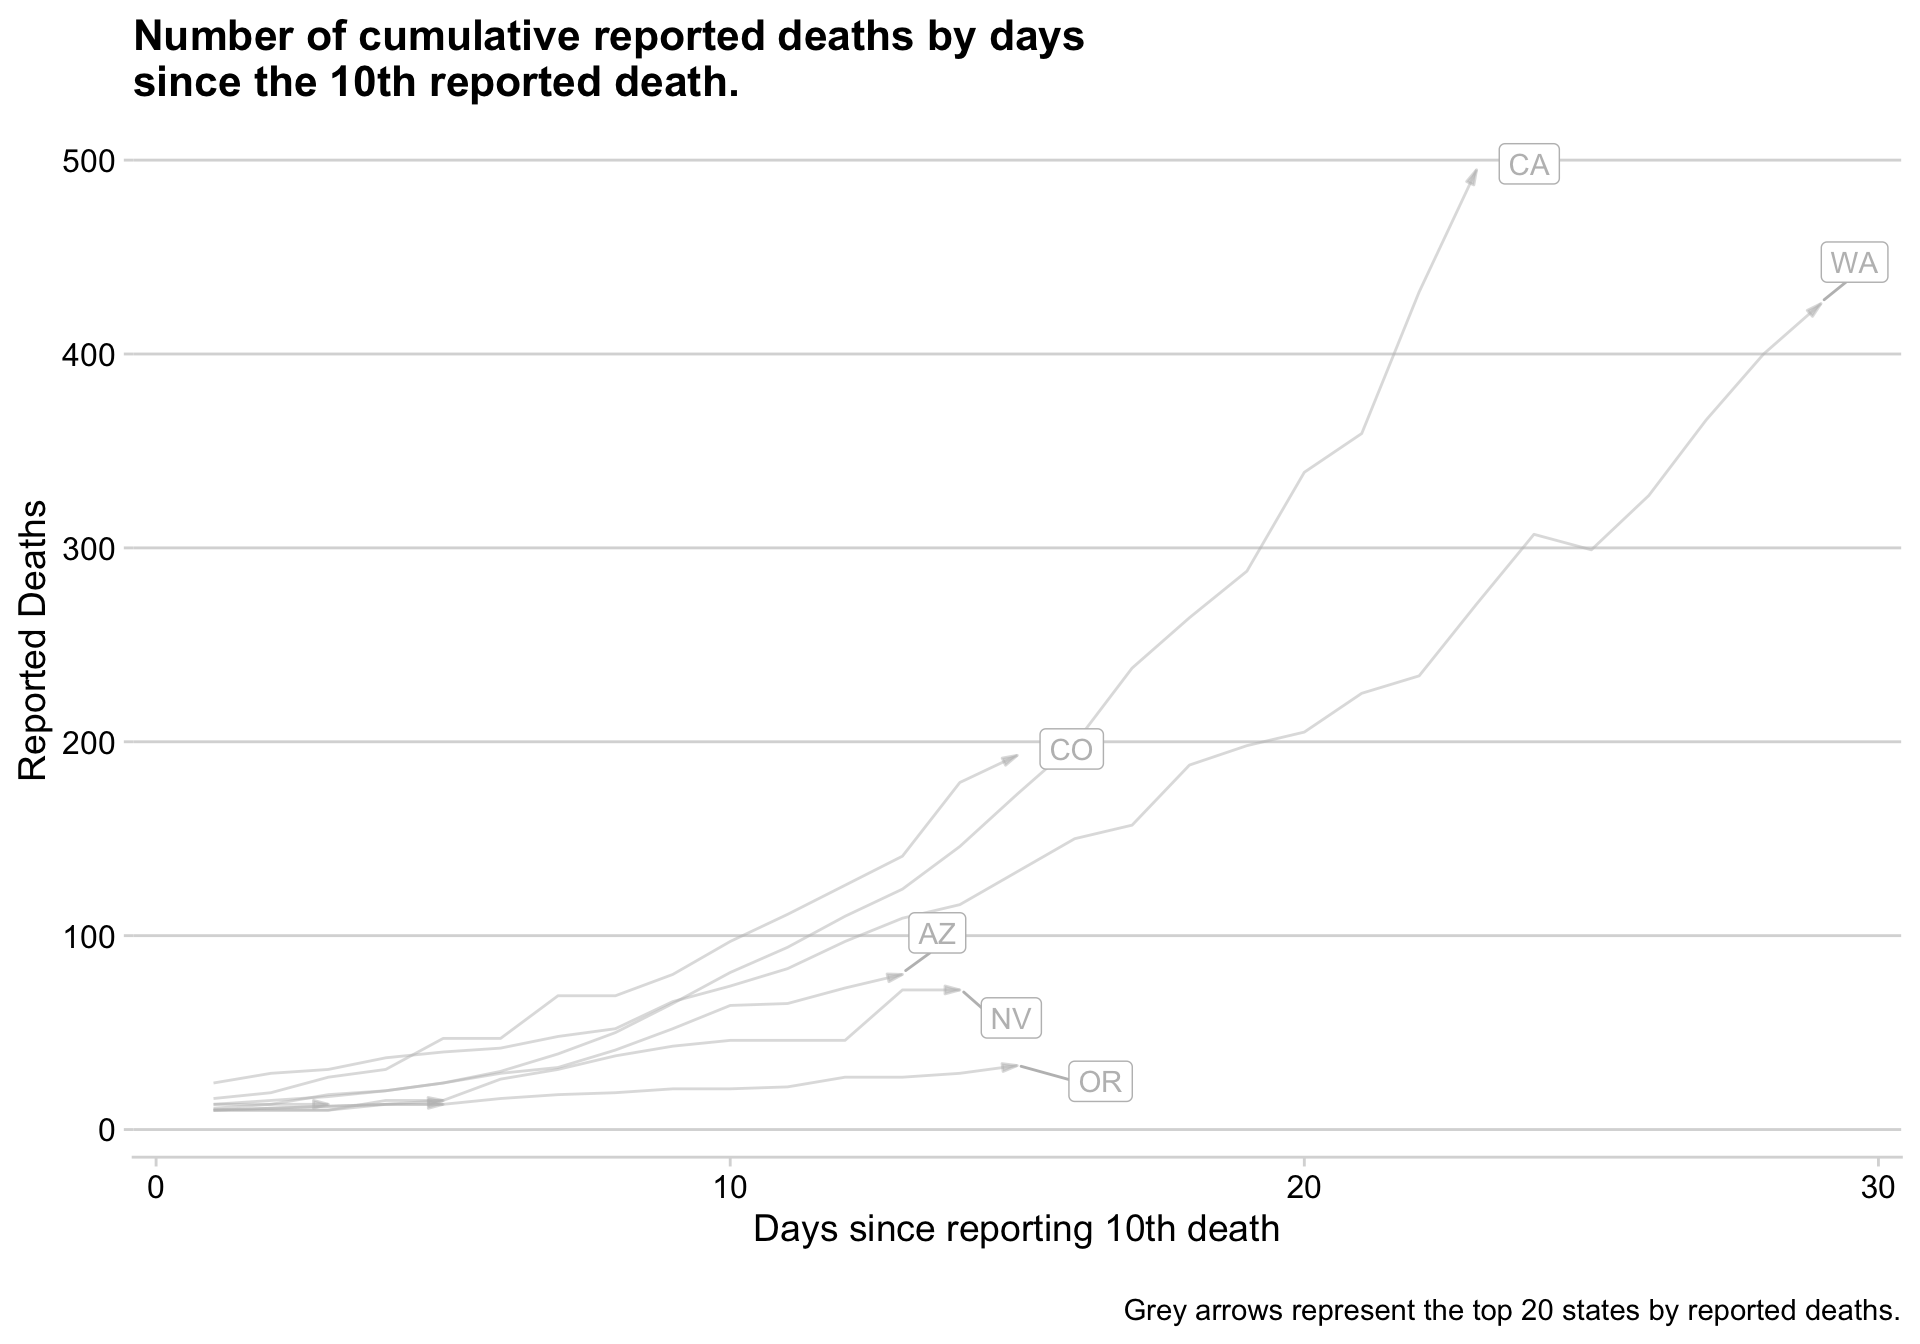 Number of cumulative reported deaths by days
since the 10th reported death.
500
CA
WA
400
300
Reported Deaths
200
CO
100
AZ
NV
OR
0
0 10 20 30
Days since reporting 10th death
Grey arrows represent the top 20 states by reported deaths.